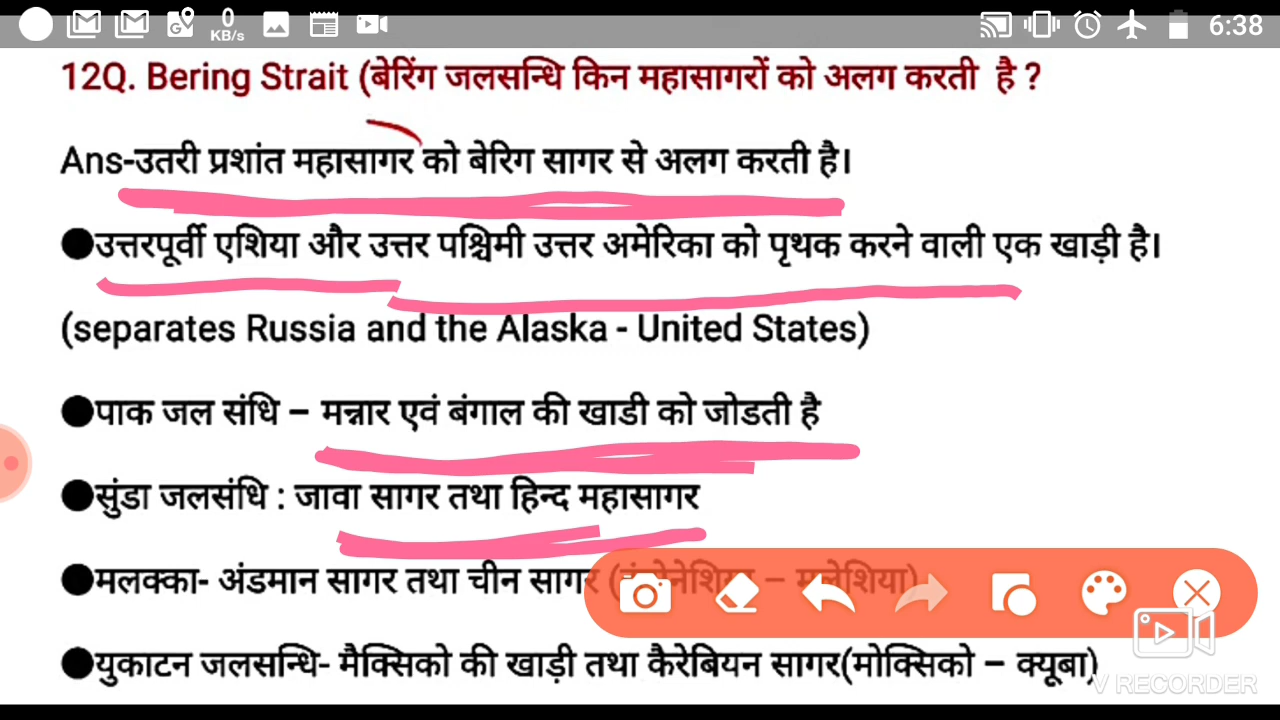 0
KB/s
6:38
12Q. Bering Strait (बेरिंग जलसन्धि किन महासागरों को अलग करती है ?
Ans-उतरी प्रशांत महासागर को बेरिग सागर से अलग करती है।
●उत्तरपूर्वी एशिया और उत्तर पश्चिमी उत्तर अमेरिका को पृथक करने वाली एक खाड़ी है।
(separates Russia and the Alaska - United States)
●पाक जल संधि – मन्नार एवं बंगाल की खाडी को जोडती है
●सुंडा जलसंधि : जावा सागर तथा हिन्द महासागर
●मलक्का- अंडमान सागर तथा चीन सागर (इंडोनेशिया – मलेशिया)
●युकाटन जलसन्धि- मैक्सिको की खाड़ी तथा कैरेबियन सागर(मोक्सिको – क्यूबा)
V RECORDER